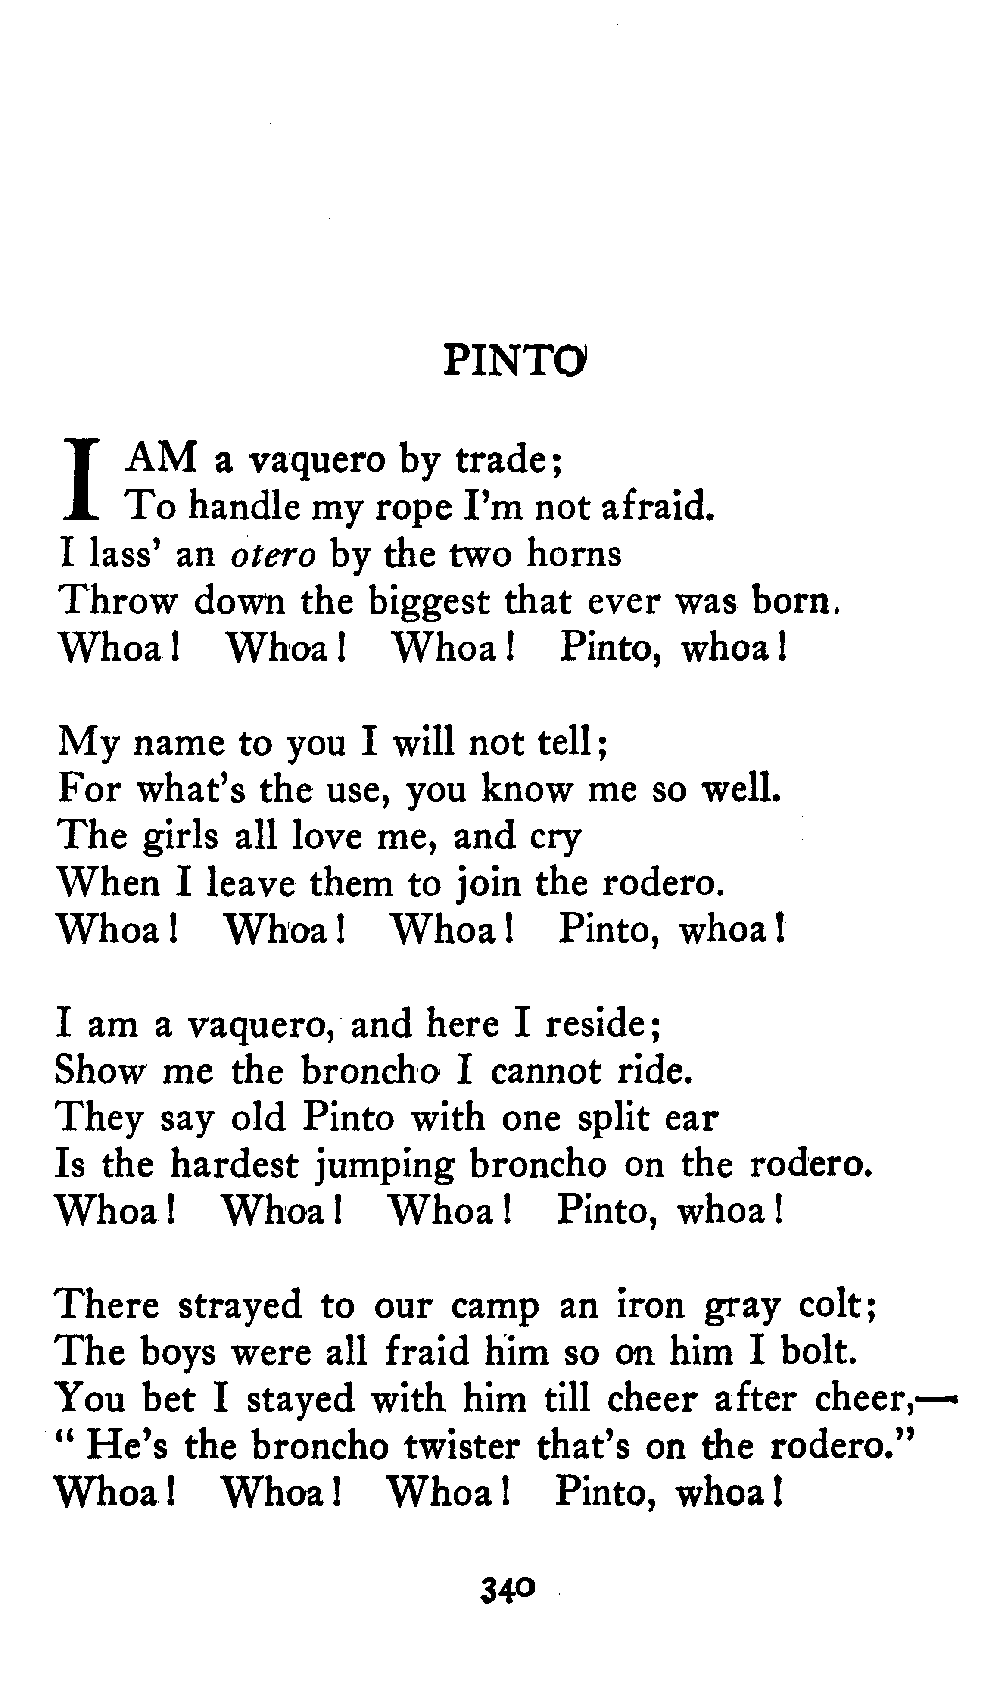 PINTO
I AM a vaquero by trade;
To handle my rope I'm not afraid.
I lass' an otero by the two horns
Throw down the biggest that ever was born.
Whoa! Whoa! Whoa! Pinto, whoa!
My name to you I will not tell;
For what's the use, you know me so well.
The girls all love me, and cry
When I leave them to join the rodero.
Whoa! Whoa! Whoa! Pinto, whoa!
I am a vaquero, and here I reside;
Show me the broncho I cannot ride.
They say old Pinto with one split ear
Is the hardest jumping broncho on the rodero.
Whoa! Whoa! Whoa! Pinto, whoa!
There strayed to our camp an iron gray colt;
The boys were all fraid him so on him I bolt.
You bet I stayed with him till cheer after cheer,—
"He's the broncho twister that's on the rodero."
Whoa! Whoa! Whoa! Pinto, whoa!
340